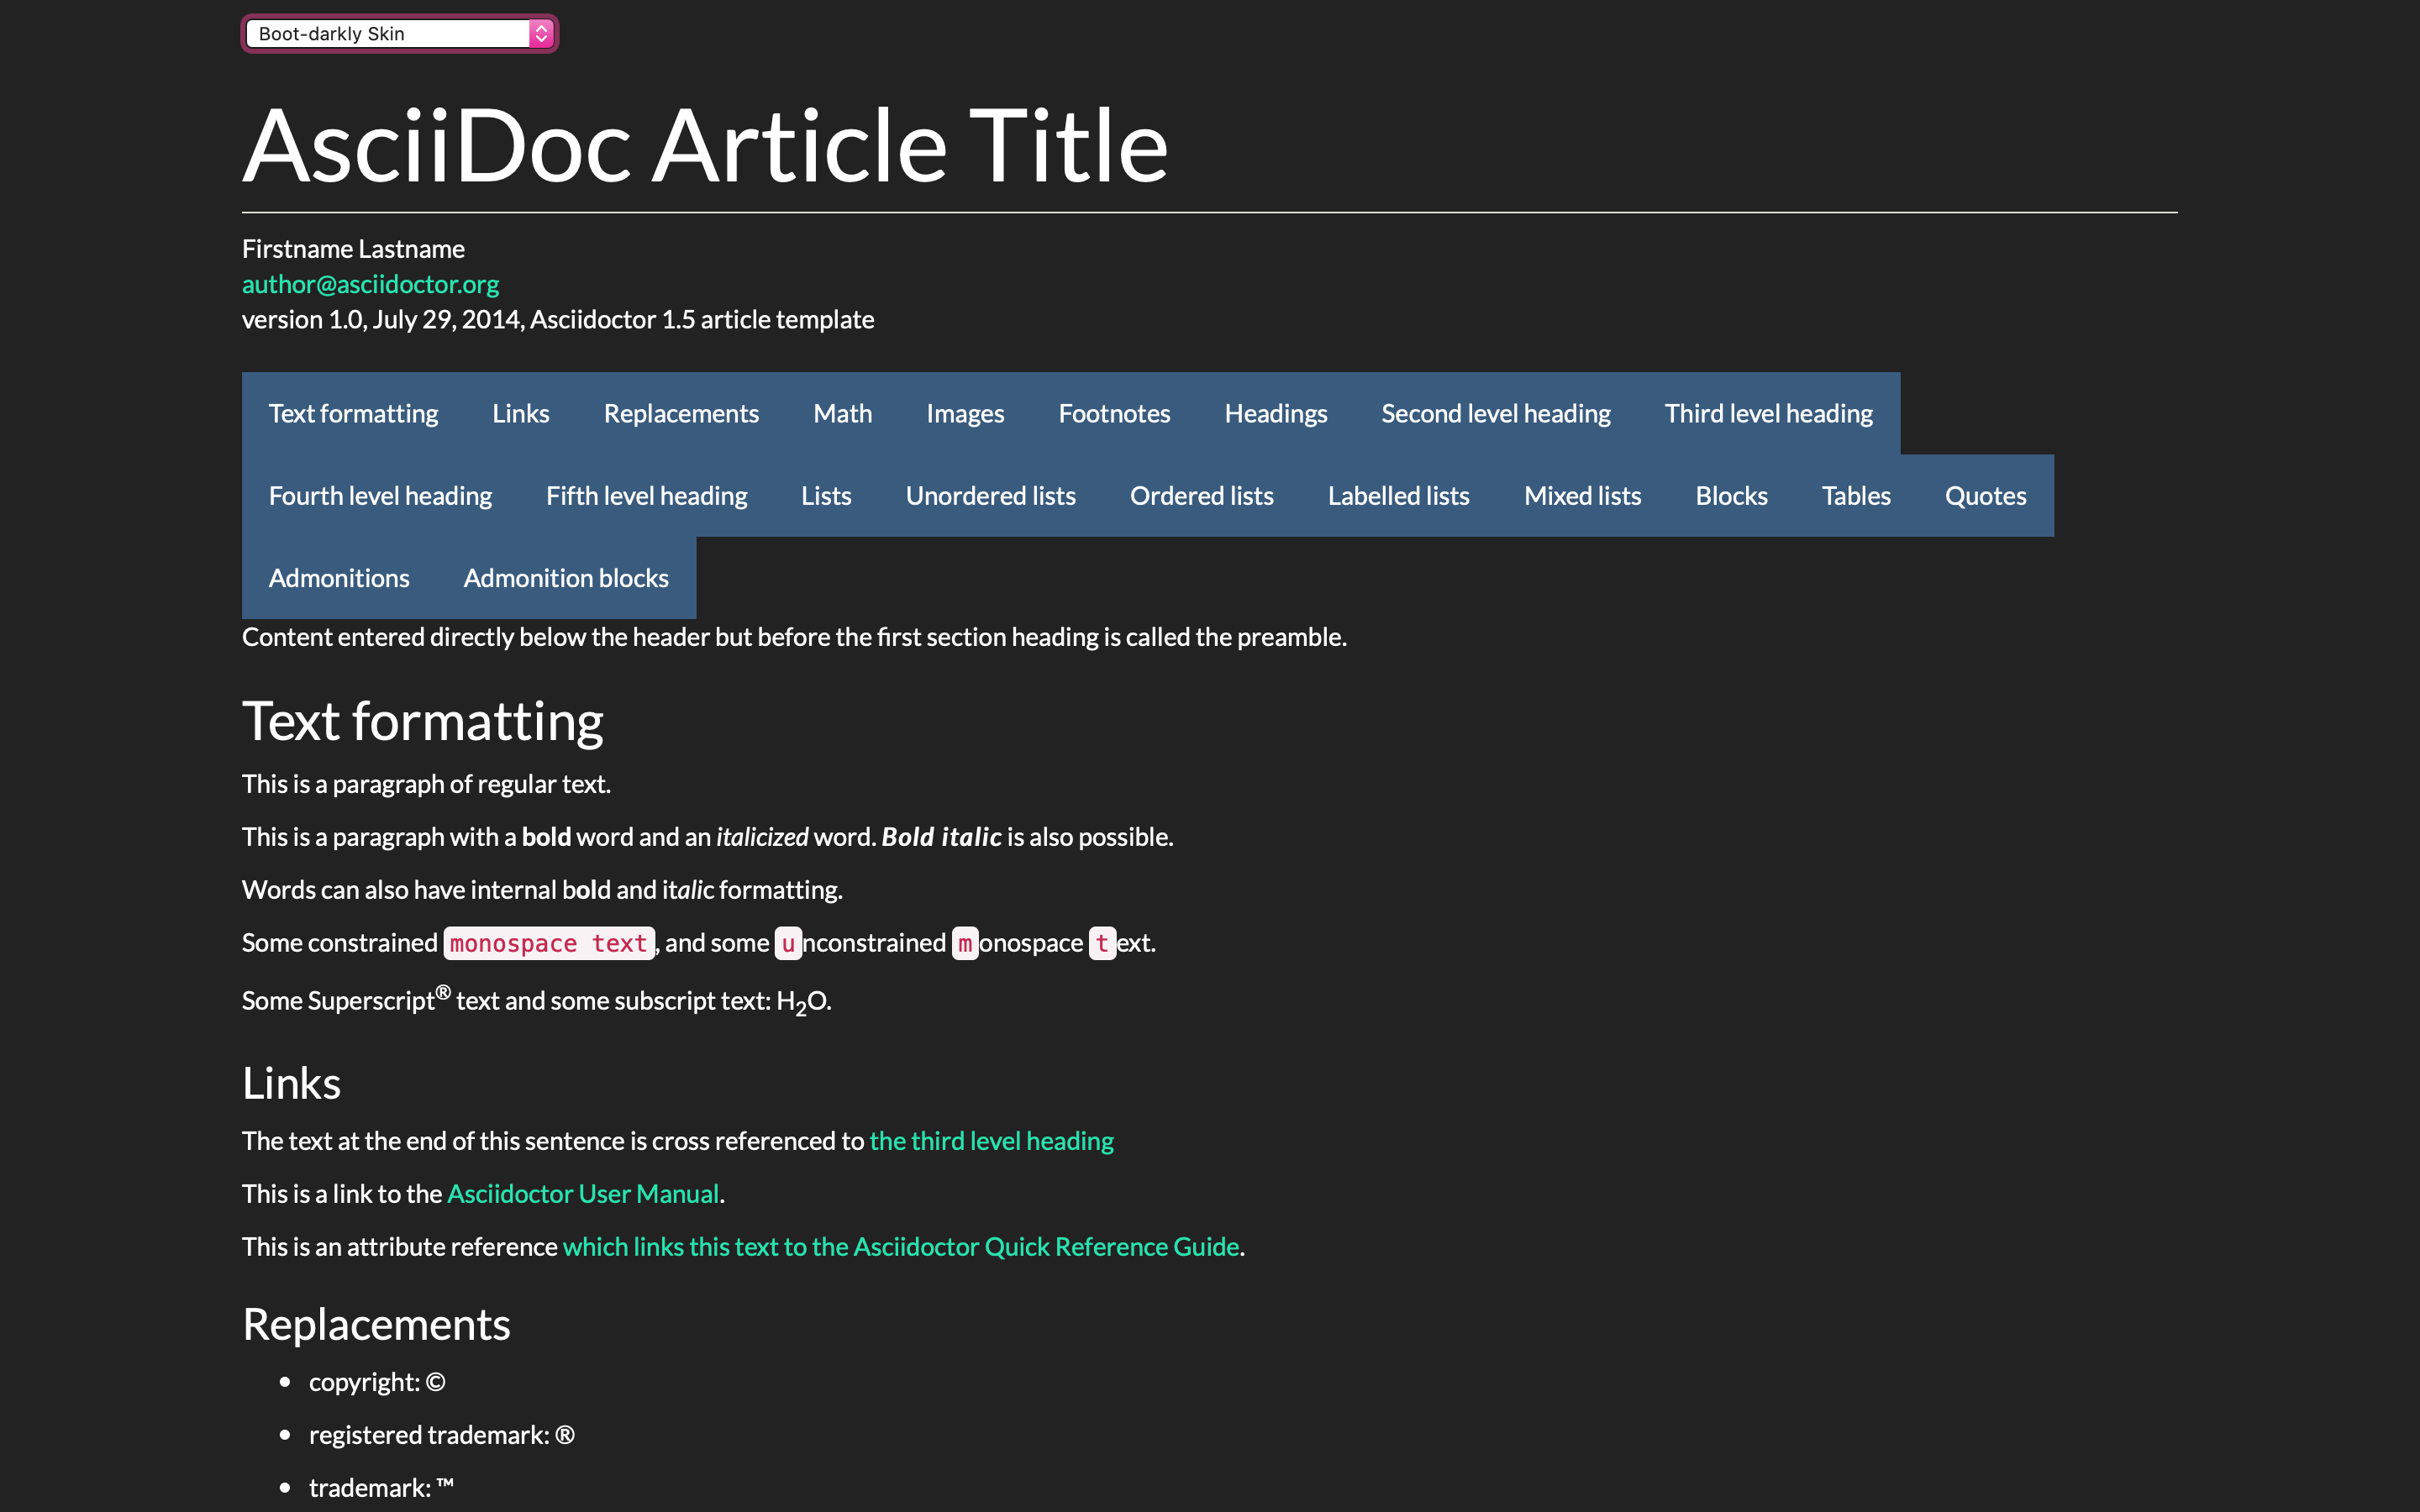 Boot-darkly Skin
AsciiDoc Article Title
Firstname Lastname
author@asciidoctor.org
version 1.0, July 29, 2014, Asciidoctor 1.5 article template
Text formatting Links Replacements Math Images Footnotes Headings Second level heading Third level heading
Fourth level heading Fifth level heading Lists Unordered lists Ordered lists Labelled lists Mixed lists Blocks Tables Quotes
Admonitions Admonition blocks
Content entered directly below the header but before the first section heading is called the preamble.
Text formatting
This is a paragraph of regular text.
This is a paragraph with a bold word and an italicized word. Bold italic is also possible.
Words can also have internal bold and italic formatting.
Some constrained monospace text, and some unconstrained monospace text.
Some Superscript® text and some subscript text: H₂O.
Links
The text at the end of this sentence is cross referenced to the third level heading
This is a link to the Asciidoctor User Manual.
This is an attribute reference which links this text to the Asciidoctor Quick Reference Guide.
Replacements
• copyright: ©
• registered trademark: ®
• trademark: ™